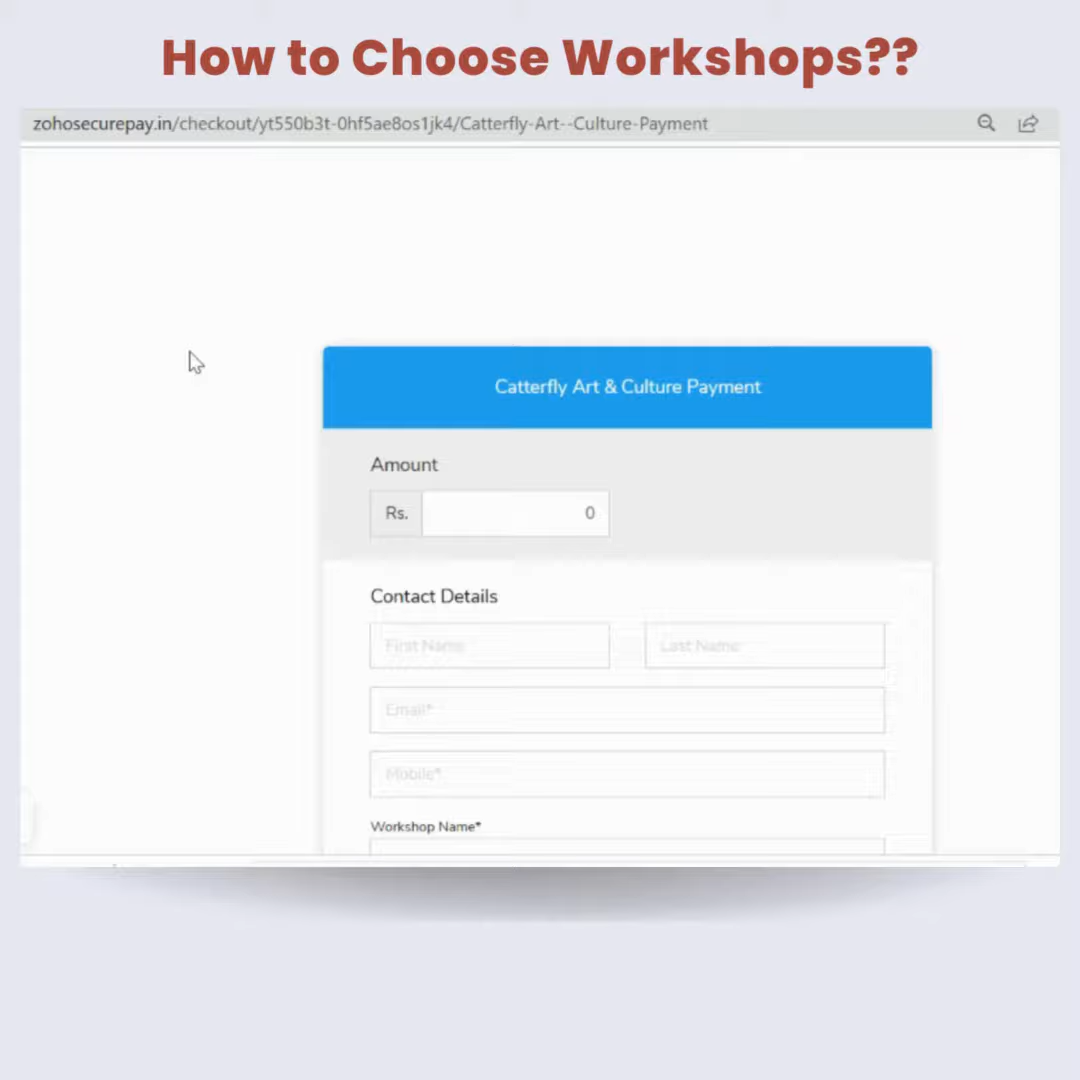 How to Choose Workshops??
zohosecurepay.in/checkout/yt550b3t-0hf5ae8os1jk4/Catterfly-Art--Culture-Payment
Catterfly Art & Culture Payment
Amount
Rs. 0
Contact Details
First Name Last Name
Email*
Mobile*
Workshop Name*